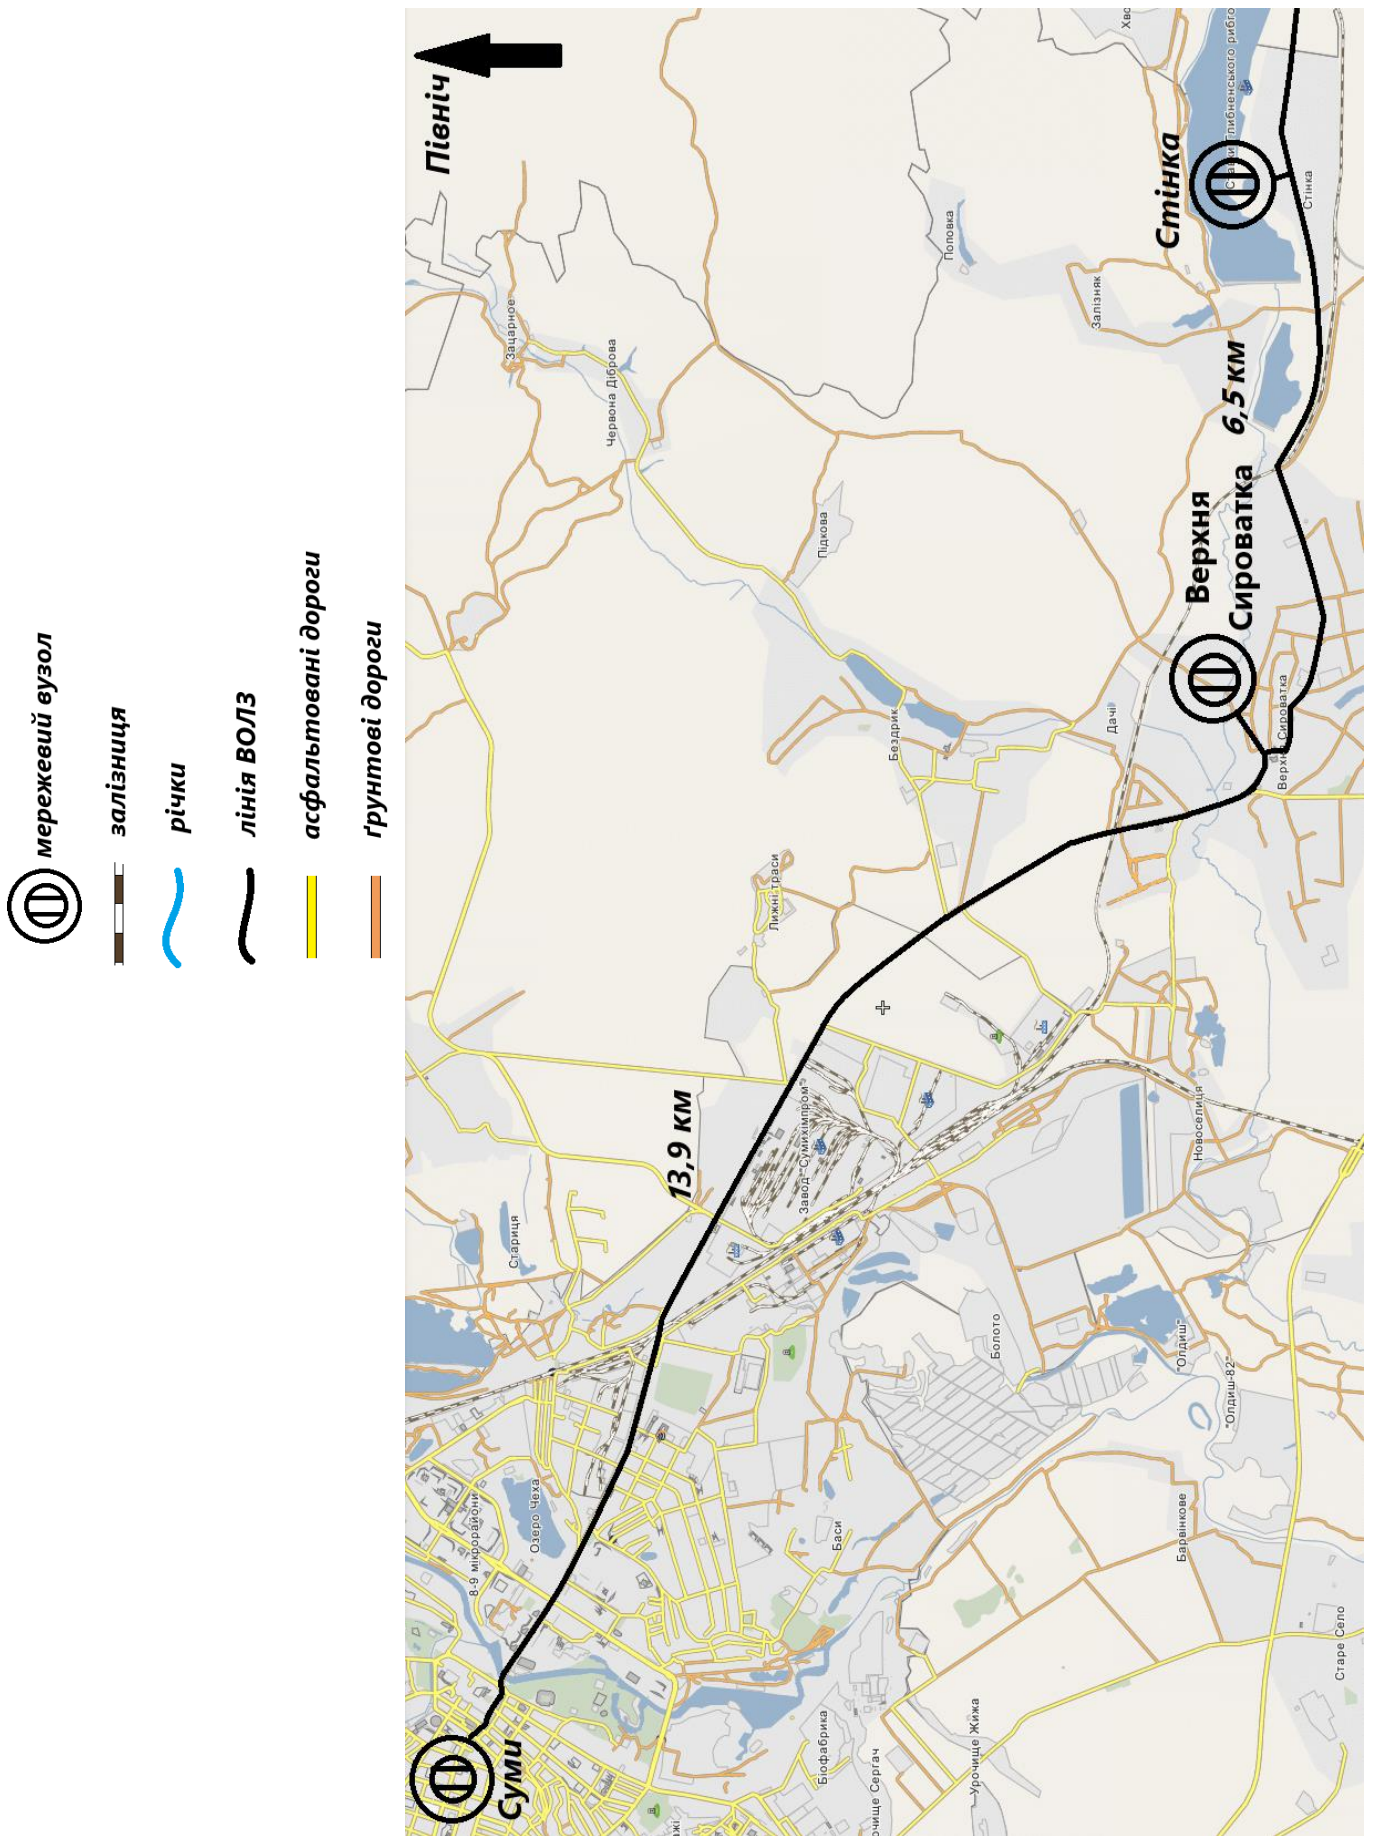 мережевий вузол
залізниця
річки
лінія ВОЛЗ
асфальтовані дороги
ґрунтові дороги
Північ
Суми
13,9 км
Верхня
Сироватка
6,5 км
Стінка
8-9 мікрорайони
Озеро Чеха
Стариця
Зацарное
Червона Діброва
Лижні траси
Завод "Сумихімпром"
Підкова
Бездрик
Поповка
Залізняк
Дачі
Баси
Біофабрика
Урочище Жижа
Болото
Новоселиця
"Олдиш"
"Олдиш-82"
Барвінкове
Старе Село
Верхня Сироватка
Стінка